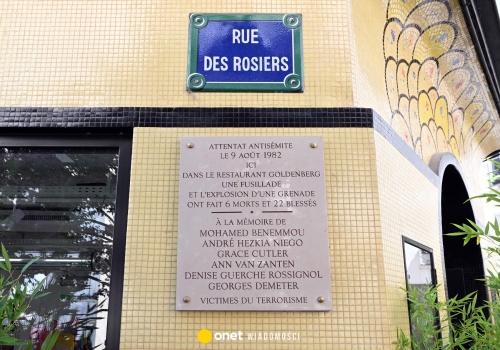 RUE
DES ROSIERS
ATTENTAT ANTISÉMITE
LE 9 AOÛT 1982
ICI
DANS LE RESTAURANT GOLDENBERG
UNE FUSILLADE
ET L'EXPLOSION D'UNE GRENADE
ONT FAIT 6 MORTS ET 22 BLESSÉS
À LA MÉMOIRE DE
MOHAMED BENEMMOU
ANDRÉ HEZKIA NIEGO
GRACE CUTLER
ANN VAN ZANTEN
DENISE GUERCHE ROSSIGNOL
GEORGES DEMETER
VICTIMES DU TERRORISME
onet WIADOMOŚCI